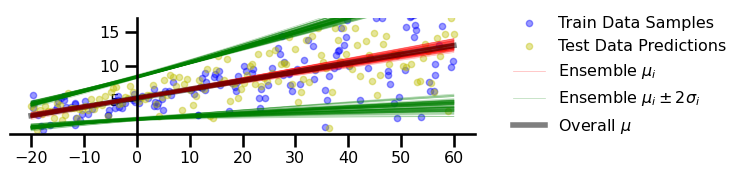 15
10
5
−20 −10 0 10 20 30 40 50 60
Train Data Samples
Test Data Predictions
Ensemble μᵢ
Ensemble μᵢ ± 2σᵢ
Overall μ